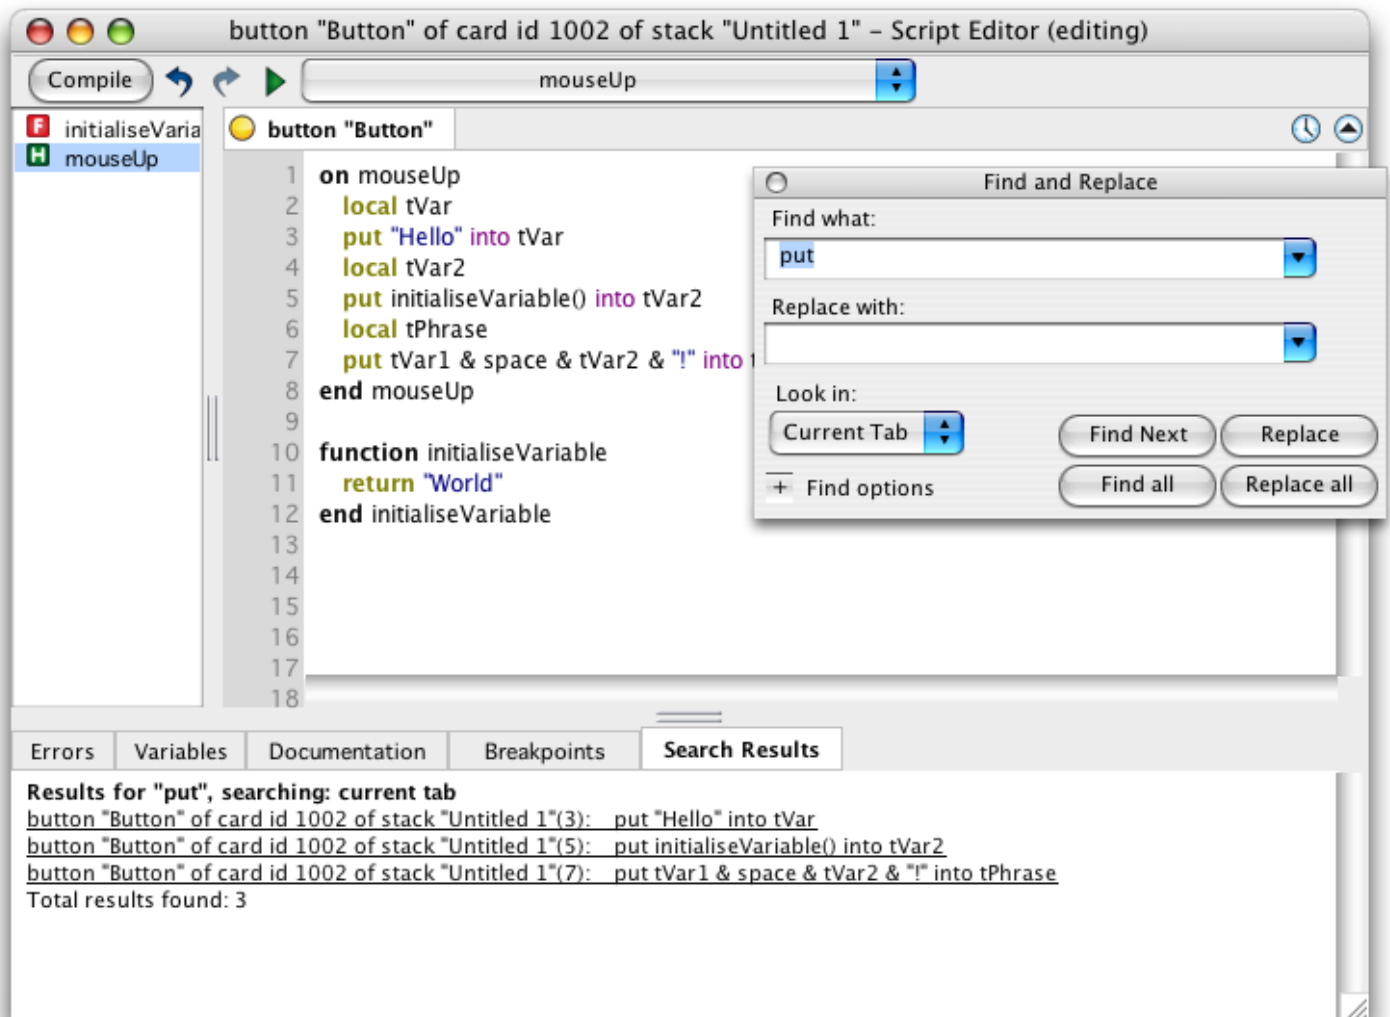 button "Button" of card id 1002 of stack "Untitled 1" – Script Editor (editing)
Compile
mouseUp
F initialiseVaria
H mouseUp
button "Button"
1 on mouseUp
2 local tVar
3 put "Hello" into tVar
4 local tVar2
5 put initialiseVariable() into tVar2
6 local tPhrase
7 put tVar1 & space & tVar2 & "!" into t
8 end mouseUp
9
10 function initialiseVariable
11 return "World"
12 end initialiseVariable
13
14
15
16
17
18
Find and Replace
Find what:
put
Replace with:
Look in:
Current Tab
Find Next
Replace
+ Find options
Find all
Replace all
Errors
Variables
Documentation
Breakpoints
Search Results
Results for "put", searching: current tab
button "Button" of card id 1002 of stack "Untitled 1"(3): put "Hello" into tVar
button "Button" of card id 1002 of stack "Untitled 1"(5): put initialiseVariable() into tVar2
button "Button" of card id 1002 of stack "Untitled 1"(7): put tVar1 & space & tVar2 & "!" into tPhrase
Total results found: 3